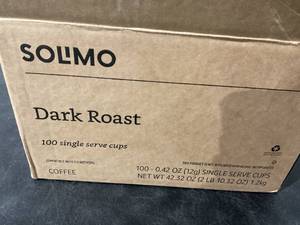 SOLIMO
Dark Roast
100 single serve cups
COFFEE
100 - 0.42 OZ (12g) SINGLE SERVE CUPS
NET WT 42.32 OZ (2 LB 10.32 OZ) 1.2kg